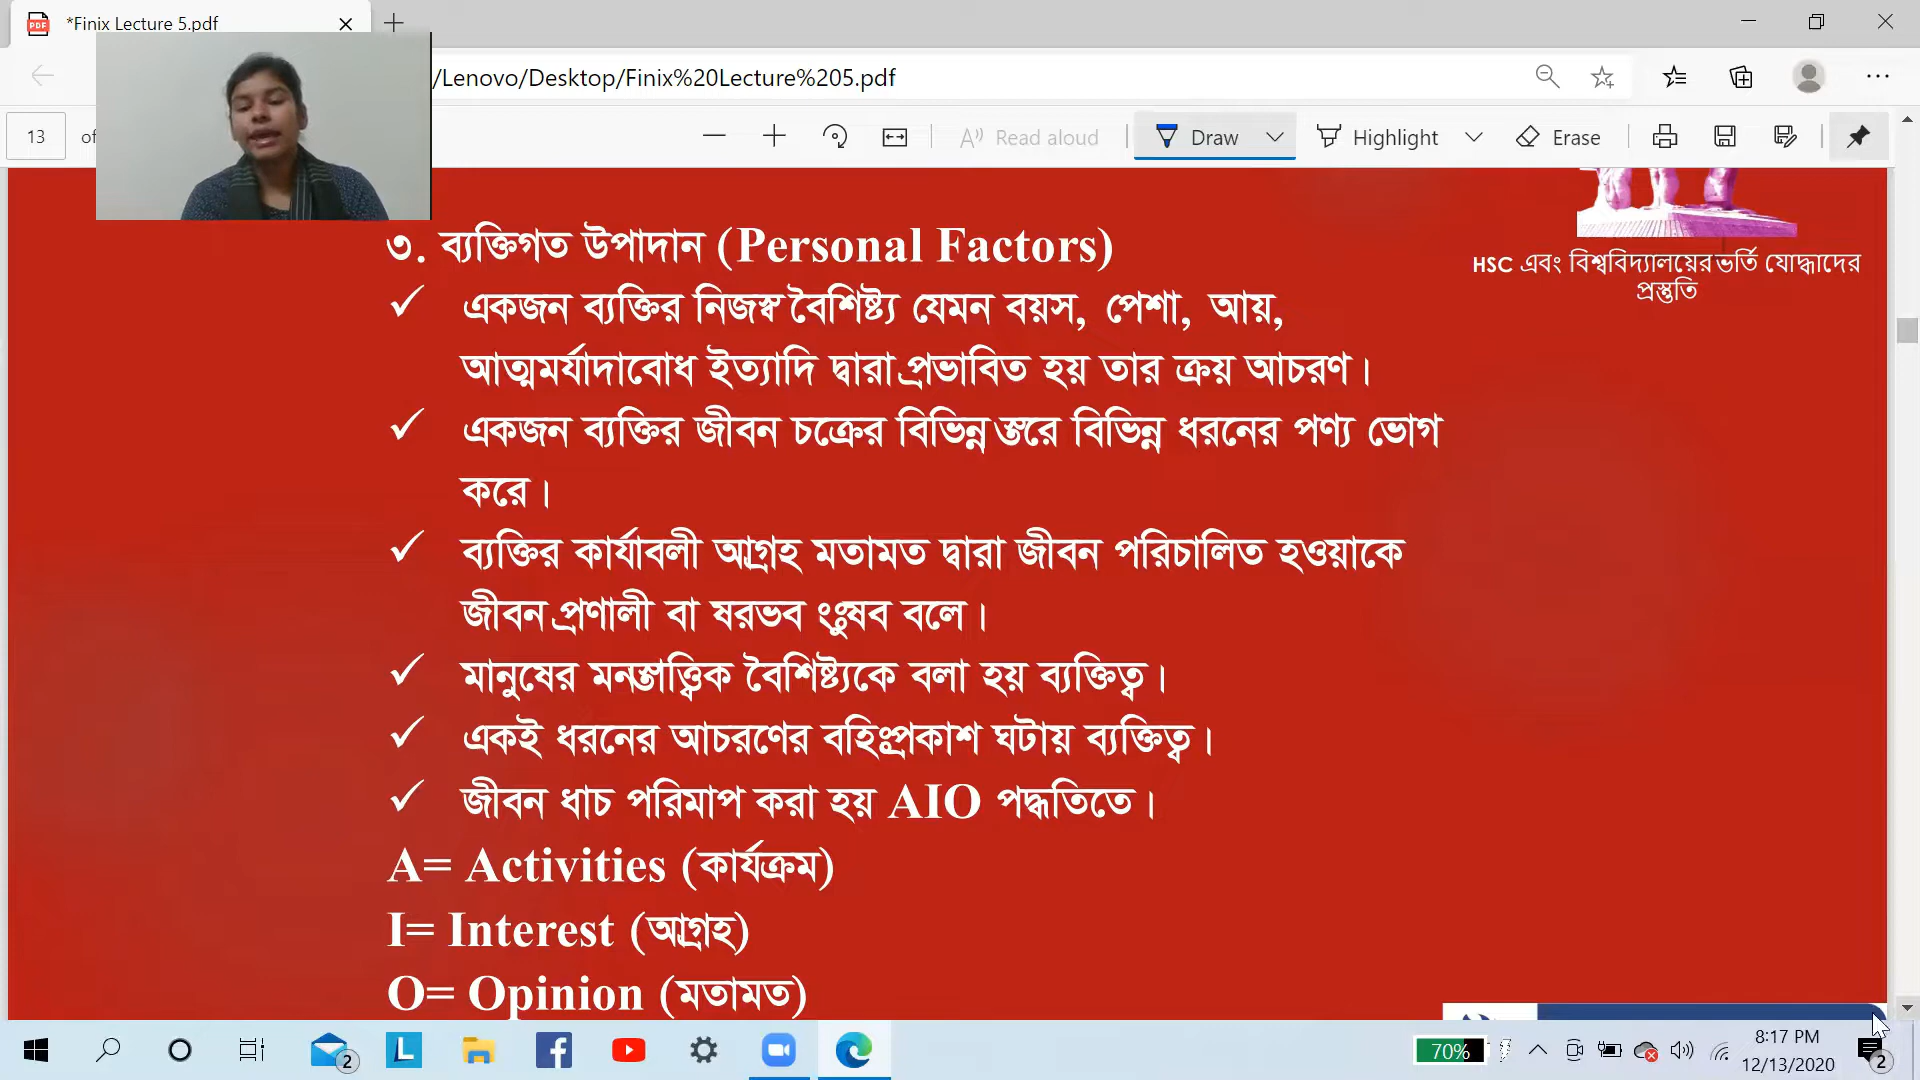 *Finix Lecture 5.pdf
/Lenovo/Desktop/Finix%20Lecture%205.pdf
13 of
Read aloud
Draw
Highlight
Erase
HSC এবং বিশ্ববিদ্যালয়ের ভর্তি যোদ্ধাদের
প্রস্তুতি
৩. ব্যক্তিগত উপাদান (Personal Factors)
✓ একজন ব্যক্তির নিজস্ব বৈশিষ্ট্য যেমন বয়স, পেশা, আয়,
আত্মমর্যাদাবোধ ইত্যাদি দ্বারা প্রভাবিত হয় তার ক্রয় আচরণ।
✓ একজন ব্যক্তির জীবন চক্রের বিভিন্ন স্তরে বিভিন্ন ধরনের পণ্য ভোগ
করে।
✓ ব্যক্তির কার্যাবলী আগ্রহ মতামত দ্বারা জীবন পরিচালিত হওয়াকে
জীবন প্রণালী বা ষরভব ংঃুষব বলে।
✓ মানুষের মনস্তাত্ত্বিক বৈশিষ্ট্যকে বলা হয় ব্যক্তিত্ব।
✓ একই ধরনের আচরণের বহিঃপ্রকাশ ঘটায় ব্যক্তিত্ব।
✓ জীবন ধাচ পরিমাপ করা হয় AIO পদ্ধতিতে।
A= Activities (কার্যক্রম)
I= Interest (আগ্রহ)
O= Opinion (মতামত)
2
70%
8:17 PM
12/13/2020
2